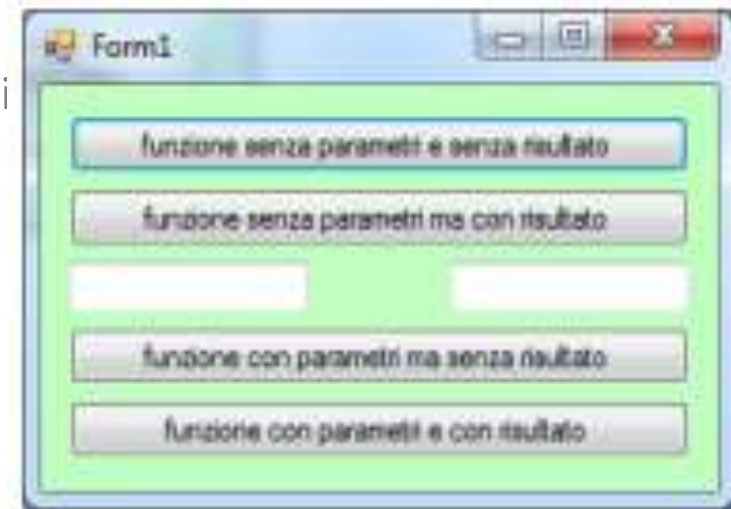 Form1
i
funzione senza parametri e senza risultato
funzione senza parametri ma con risultato
funzione con parametri ma senza risultato
funzione con parametri e con risultato